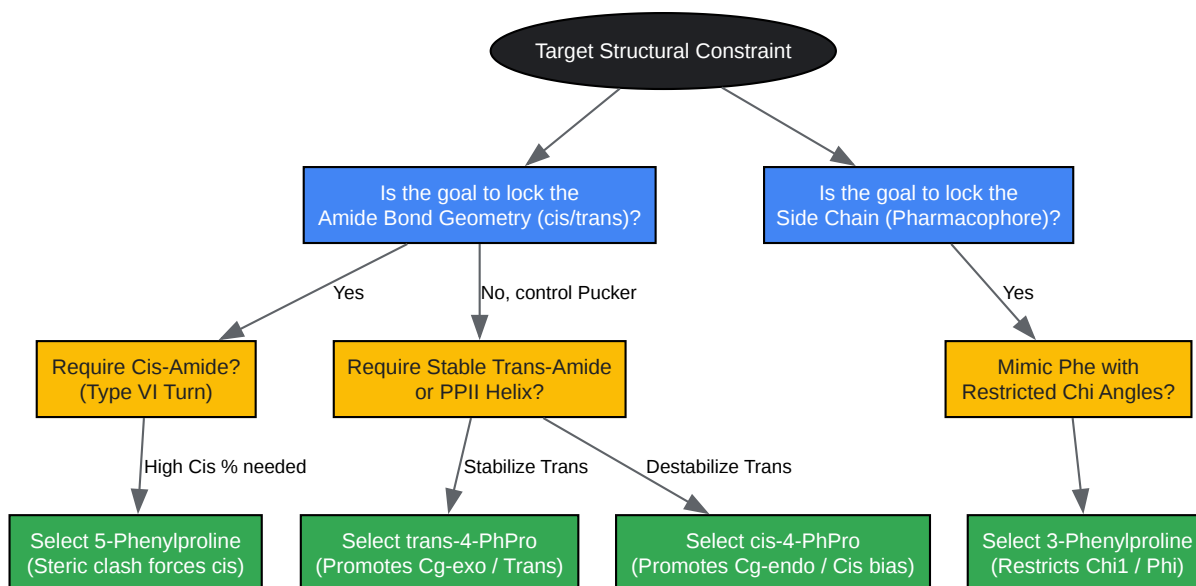 Target Structural Constraint
Is the goal to lock the
Amide Bond Geometry (cis/trans)?
Is the goal to lock the
Side Chain (Pharmacophore)?
Yes
No, control Pucker
Yes
Require Cis-Amide?
(Type VI Turn)
Require Stable Trans-Amide
or PPII Helix?
Mimic Phe with
Restricted Chi Angles?
High Cis % needed
Stabilize Trans
Destabilize Trans
Select 5-Phenylproline
(Steric clash forces cis)
Select trans-4-PhPro
(Promotes Cg-exo / Trans)
Select cis-4-PhPro
(Promotes Cg-endo / Cis bias)
Select 3-Phenylproline
(Restricts Chi1 / Phi)